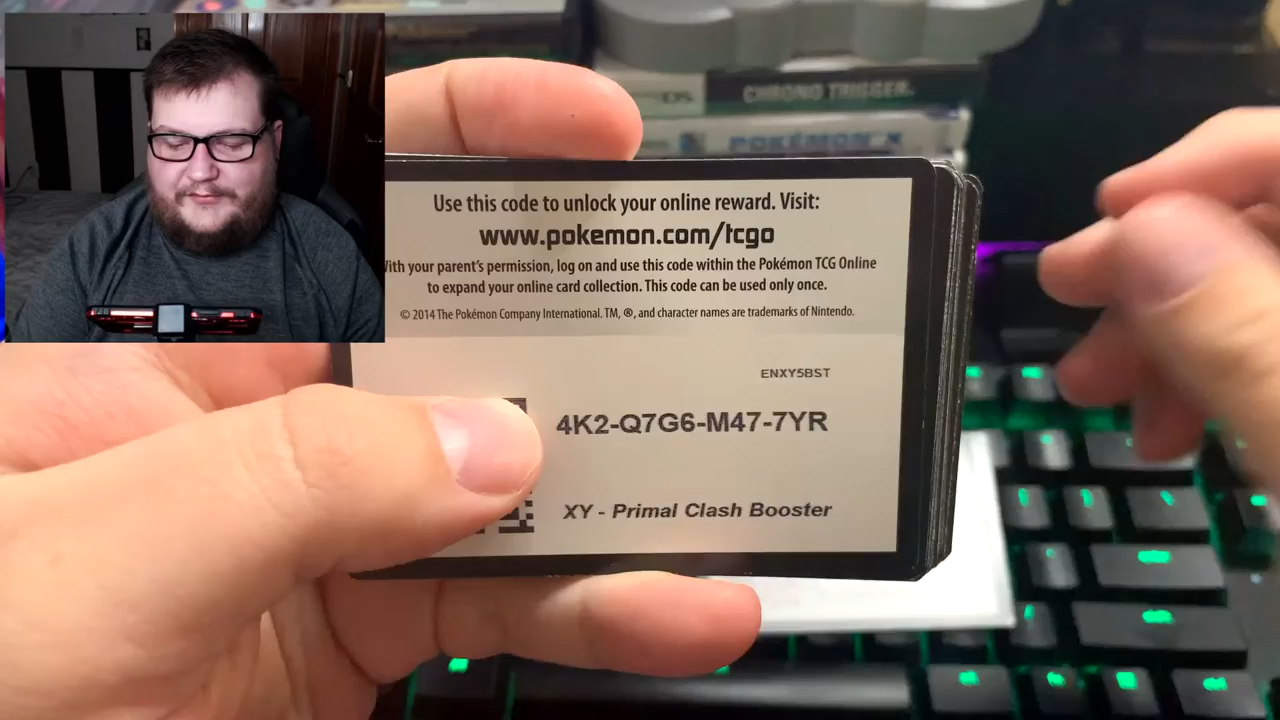 DS
CHRONO TRIGGER.
POKÉMON X
Use this code to unlock your online reward. Visit:
www.pokemon.com/tcgo
With your parent's permission, log on and use this code within the Pokémon TCG Online
to expand your online card collection. This code can be used only once.
© 2014 The Pokémon Company International. TM, ®, and character names are trademarks of Nintendo.
ENXY5BST
4K2-Q7G6-M47-7YR
XY - Primal Clash Booster